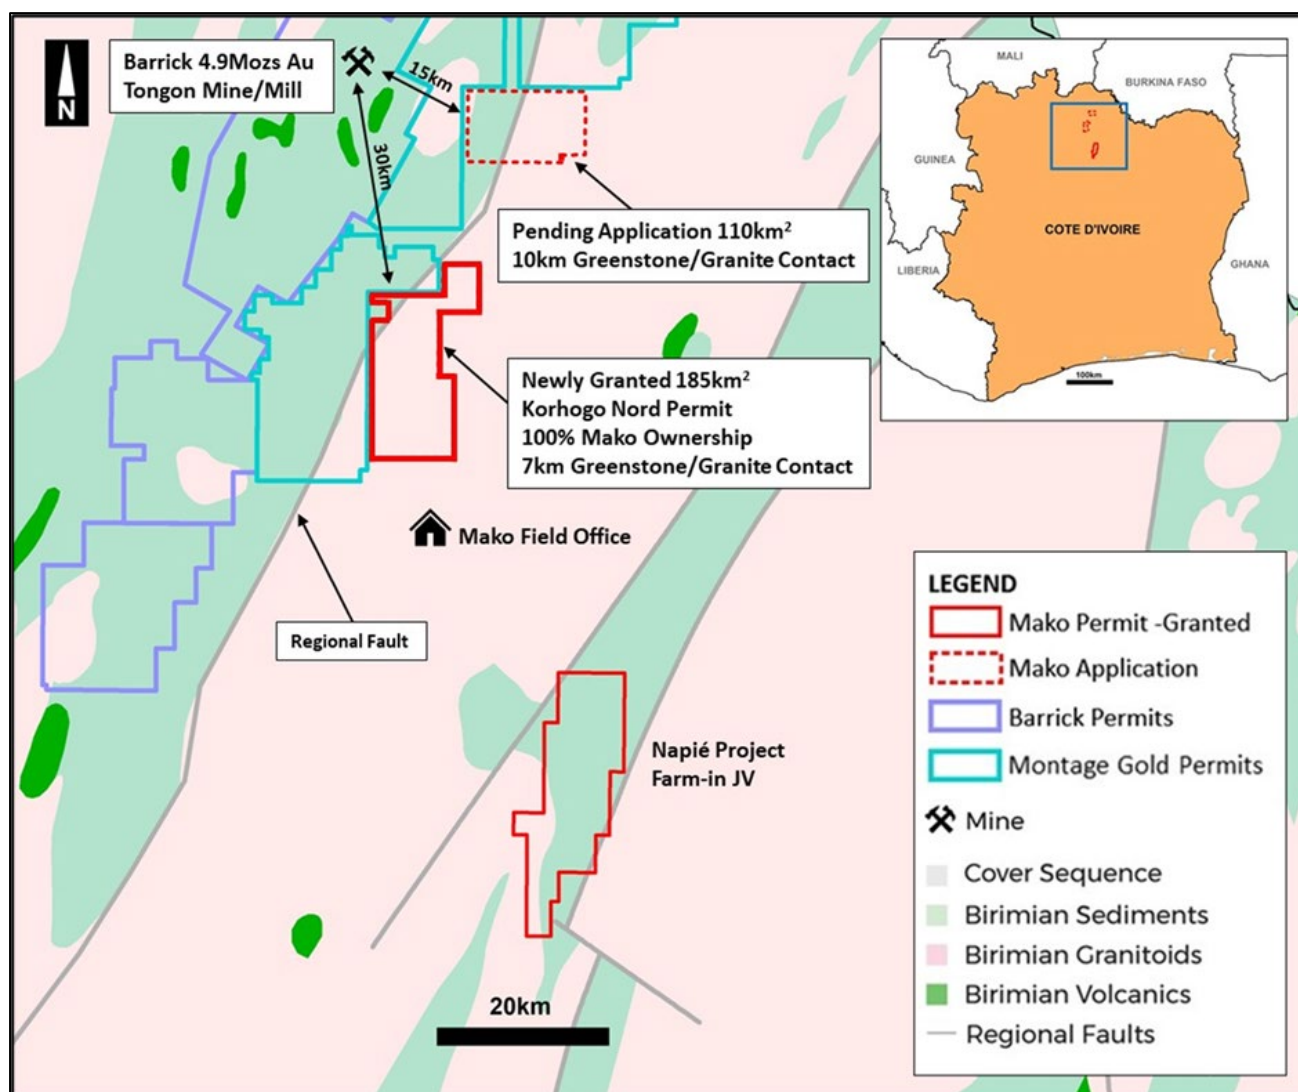 N
Barrick 4.9Mozs Au
Tongon Mine/Mill
15km
30km
Pending Application 110km²
10km Greenstone/Granite Contact
Newly Granted 185km²
Korhogo Nord Permit
100% Mako Ownership
7km Greenstone/Granite Contact
Mako Field Office
Regional Fault
Napié Project
Farm-in JV
20km
MALI
BURKINA FASO
GUINEA
COTE D'IVOIRE
LIBERIA
GHANA
100km
LEGEND
Mako Permit -Granted
Mako Application
Barrick Permits
Montage Gold Permits
Mine
Cover Sequence
Birimian Sediments
Birimian Granitoids
Birimian Volcanics
Regional Faults